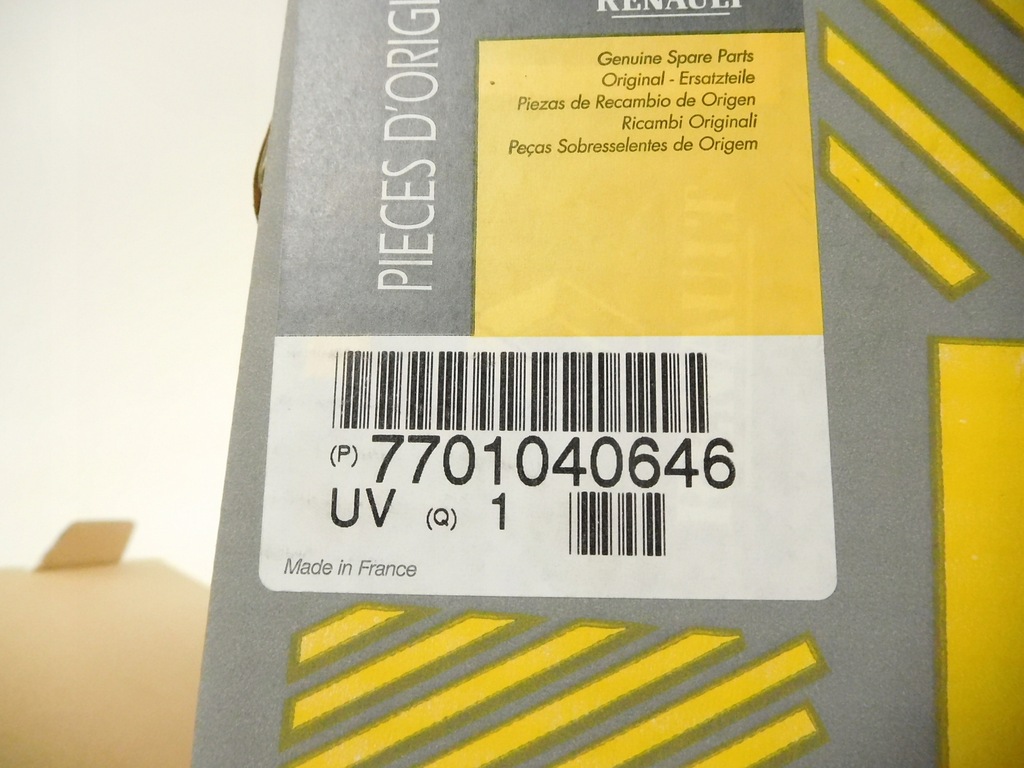 RENAULT
PIECES D'ORIGI
Genuine Spare Parts
Original - Ersatzteile
Piezas de Recambio de Origen
Ricambi Originali
Peças Sobresselentes de Origem
(P) 7701040646
UV (Q) 1
Made in France